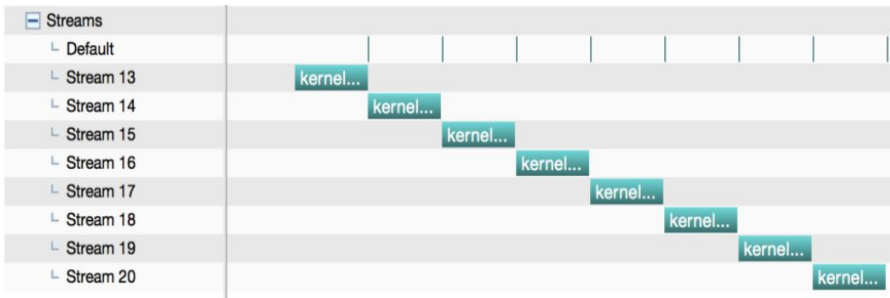 Streams
Default
Stream 13
kernel...
Stream 14
kernel...
Stream 15
kernel...
Stream 16
kernel...
Stream 17
kernel...
Stream 18
kernel...
Stream 19
kernel...
Stream 20
kernel...